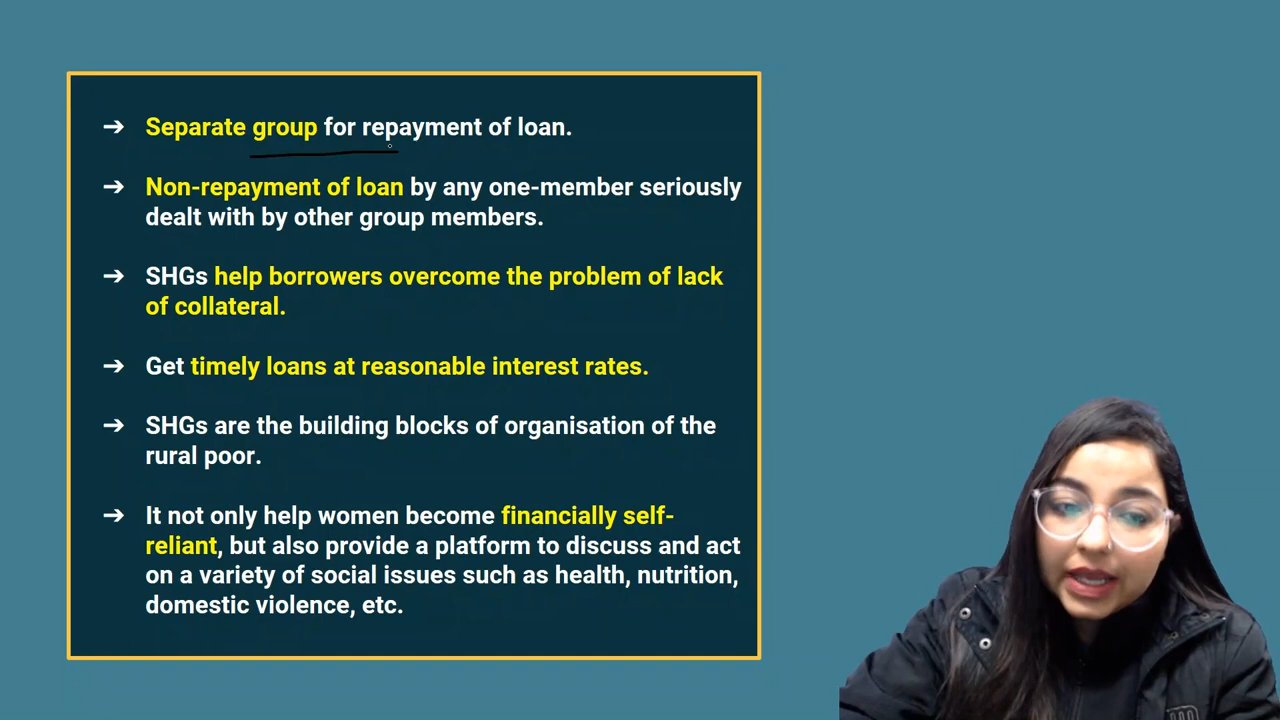 ➔ Separate group for repayment of loan.
➔ Non-repayment of loan by any one-member seriously
dealt with by other group members.
➔ SHGs help borrowers overcome the problem of lack
of collateral.
➔ Get timely loans at reasonable interest rates.
➔ SHGs are the building blocks of organisation of the
rural poor.
➔ It not only help women become financially self-
reliant, but also provide a platform to discuss and act
on a variety of social issues such as health, nutrition,
domestic violence, etc.